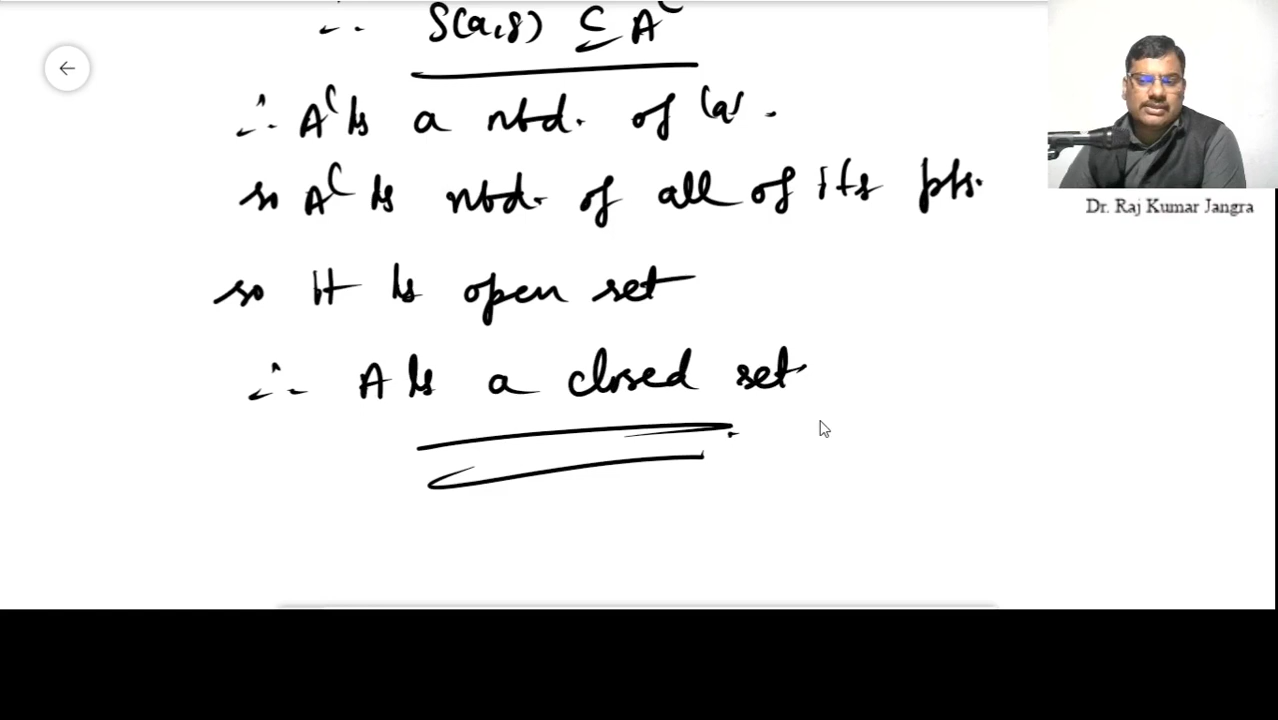 ∴ S(a,δ) ⊆ Aᶜ
∴ Aᶜ is a nbd. of 'a'.
so Aᶜ is nbd. of all of its pts.
Dr. Raj Kumar Jangra
so it is open set
∴ A is a closed set.